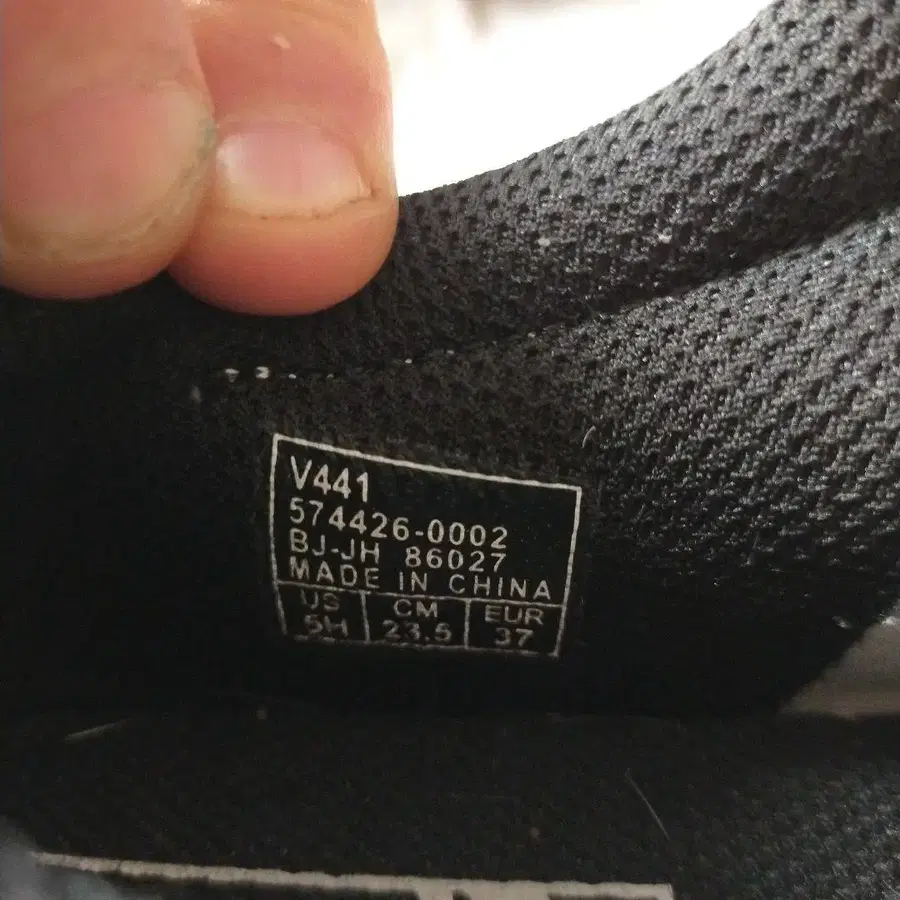 V441
574426-0002
BJ-JH 86027
MADE IN CHINA
US CM EUR
5H 23.5 37